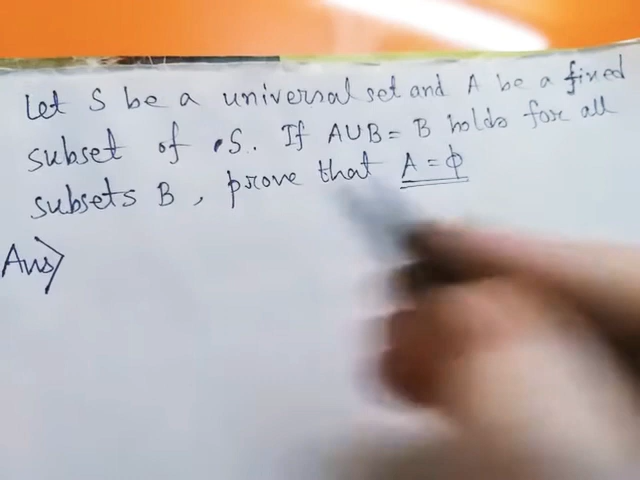 Let S be a universal set and A be a fixed
subset of S. If A∪B = B holds for all
subsets B, prove that A = ϕ
Ans>